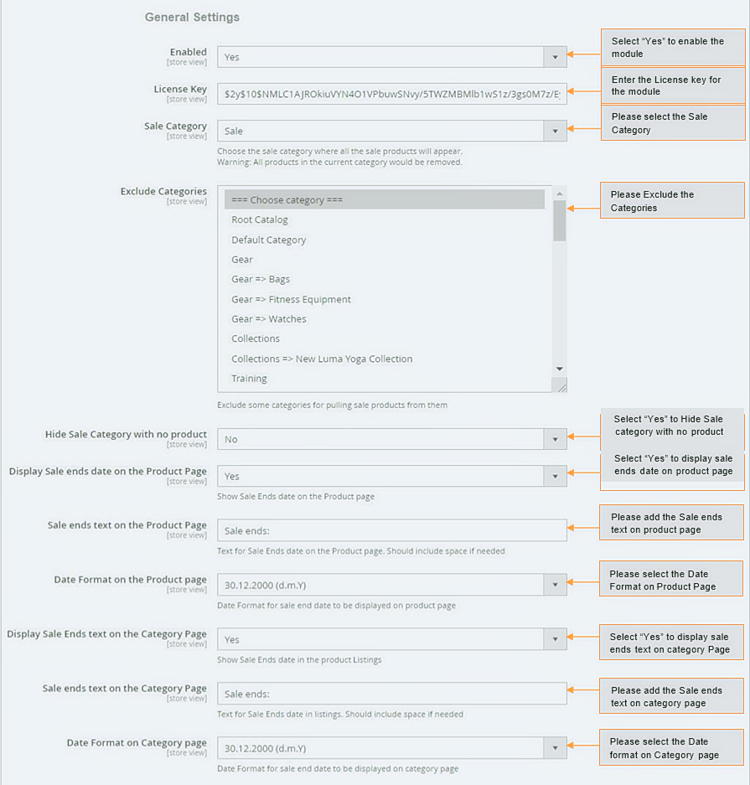 General Settings
Enabled
[store view]
Yes
Select “Yes” to enable the
module
License Key
[store view]
Enter the License key for
the module
Sale Category
[store view]
Sale
Please select the Sale
Category
Choose the sale category where all the sale products will appear.
Warning: All products in the current category would be removed.
Exclude Categories
[store view]
=== Choose category ===
Root Catalog
Default Category
Gear
Gear => Bags
Gear => Fitness Equipment
Gear => Watches
Collections
Collections => New Luma Yoga Collection
Training
Please Exclude the
Categories
Exclude some categories for pulling sale products from them
Hide Sale Category with no product
[store view]
No
Select “Yes” to Hide Sale
category with no product
Display Sale ends date on the Product Page
[store view]
Yes
Select “Yes” to display sale
ends date on product page
Show Sale Ends date on the Product page
Sale ends text on the Product Page
[store view]
Sale ends:
Please add the Sale ends
text on product page
Text for Sale Ends date on the Product page. Should include space if needed
Date Format on the Product page
[store view]
30.12.2000 (d.m.Y)
Please select the Date
Format on Product Page
Date Format for sale end date to be displayed on product page
Display Sale Ends text on the Category Page
[store view]
Yes
Select “Yes” to display sale
ends text on category Page
Show Sale Ends date in the product Listings
Sale ends text on the Category Page
[store view]
Sale ends:
Please add the Sale ends
text on category page
Text for Sale Ends date in listings. Should include space if needed
Date Format on Category page
[store view]
30.12.2000 (d.m.Y)
Please select the Date
format on Category page
Date Format for sale end date to be displayed on category page